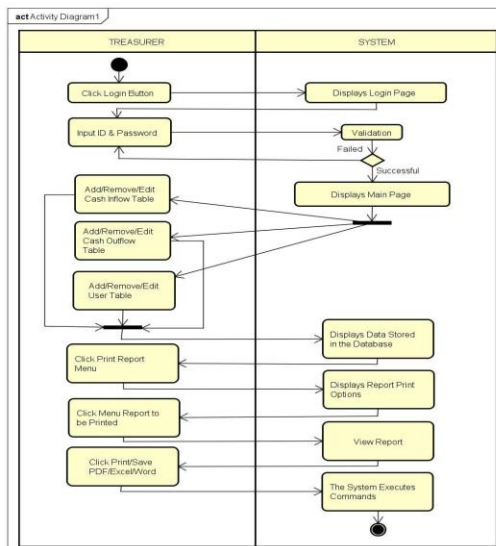 act Activity Diagram1
TREASURER
SYSTEM
Click Login Button
Displays Login Page
Input ID & Password
Validation
Failed
Successful
Displays Main Page
Add/Remove/Edit
Cash Inflow Table
Add/Remove/Edit
Cash Outflow
Table
Add/Remove/Edit
User Table
Displays Data Stored
in the Database
Click Print Report
Menu
Displays Report Print
Options
Click Menu Report to
be Printed
View Report
Click Print/Save
PDF/Excel/Word
The System Executes
Commands